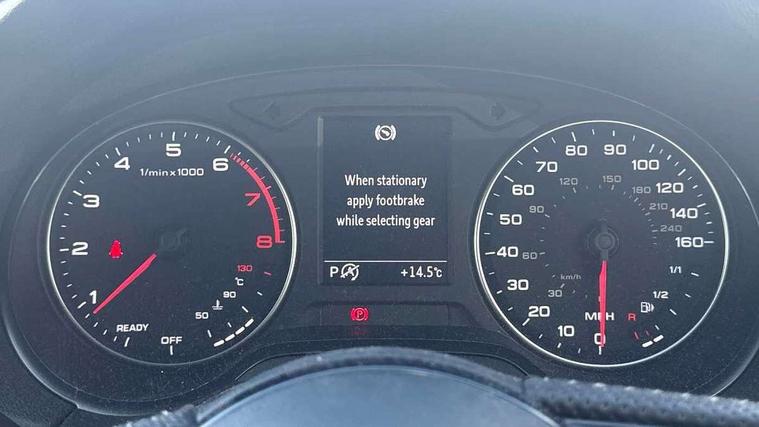 1
2
3
4
5
6
7
8
1/min x 1000
READY
OFF
50
90
130
°C
When stationary
apply footbrake
while selecting gear
P A +14.5°C
P
0
10
20
30
40
50
60
70
80
90
100
120
140
160
30
60
90
120
150
180
210
240
km/h
MPH
1/1
1/2
R